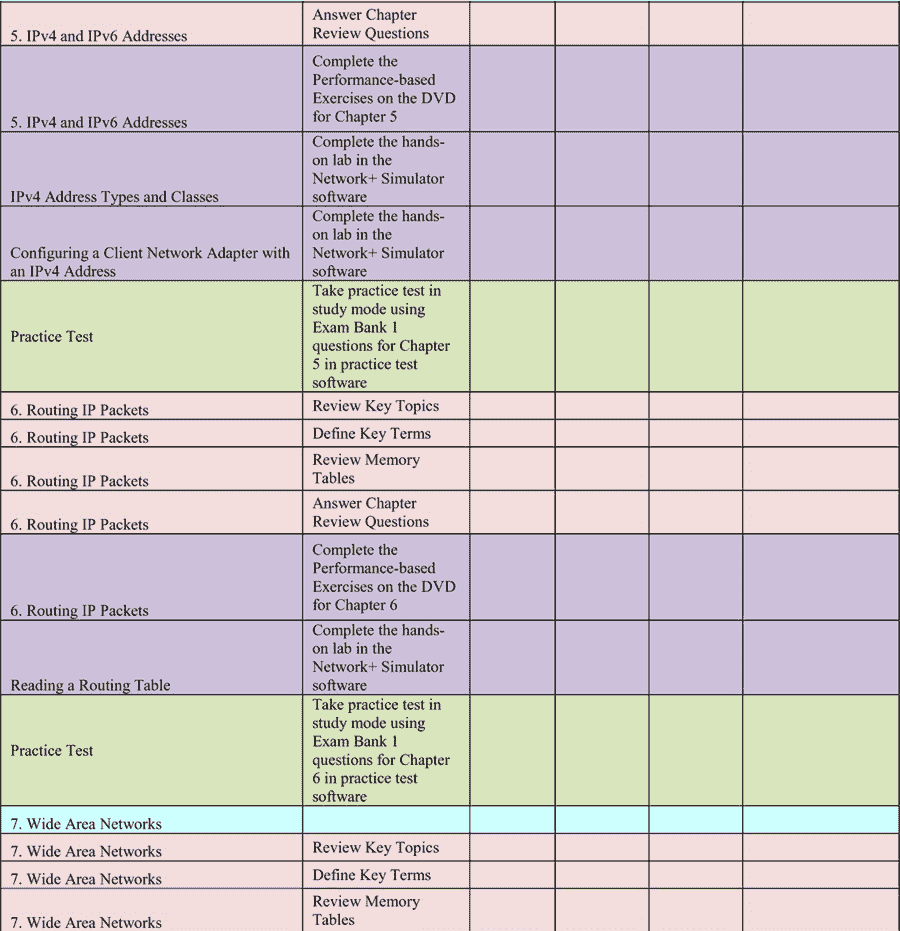 5. IPv4 and IPv6 Addresses
Answer Chapter
Review Questions
5. IPv4 and IPv6 Addresses
Complete the
Performance-based
Exercises on the DVD
for Chapter 5
IPv4 Address Types and Classes
Complete the hands-
on lab in the
Network+ Simulator
software
Configuring a Client Network Adapter with
an IPv4 Address
Complete the hands-
on lab in the
Network+ Simulator
software
Practice Test
Take practice test in
study mode using
Exam Bank 1
questions for Chapter
5 in practice test
software
6. Routing IP Packets
Review Key Topics
6. Routing IP Packets
Define Key Terms
6. Routing IP Packets
Review Memory
Tables
6. Routing IP Packets
Answer Chapter
Review Questions
6. Routing IP Packets
Complete the
Performance-based
Exercises on the DVD
for Chapter 6
Reading a Routing Table
Complete the hands-
on lab in the
Network+ Simulator
software
Practice Test
Take practice test in
study mode using
Exam Bank 1
questions for Chapter
6 in practice test
software
7. Wide Area Networks
7. Wide Area Networks
Review Key Topics
7. Wide Area Networks
Define Key Terms
7. Wide Area Networks
Review Memory
Tables